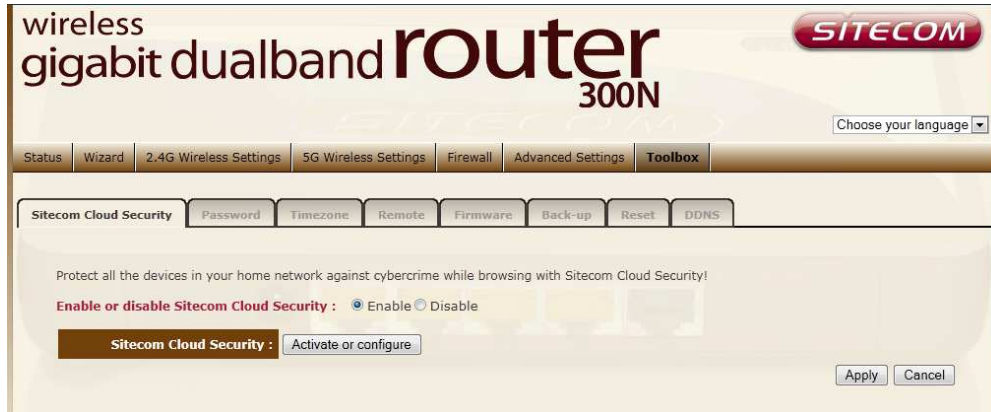 wireless
gigabit dualband router
300N
SITECOM
Choose your language
Status Wizard 2.4G Wireless Settings 5G Wireless Settings Firewall Advanced Settings Toolbox
Sitecom Cloud Security Password Timezone Remote Firmware Back-up Reset DDNS
Protect all the devices in your home network against cybercrime while browsing with Sitecom Cloud Security!
Enable or disable Sitecom Cloud Security : Enable Disable
Sitecom Cloud Security : Activate or configure
Apply Cancel